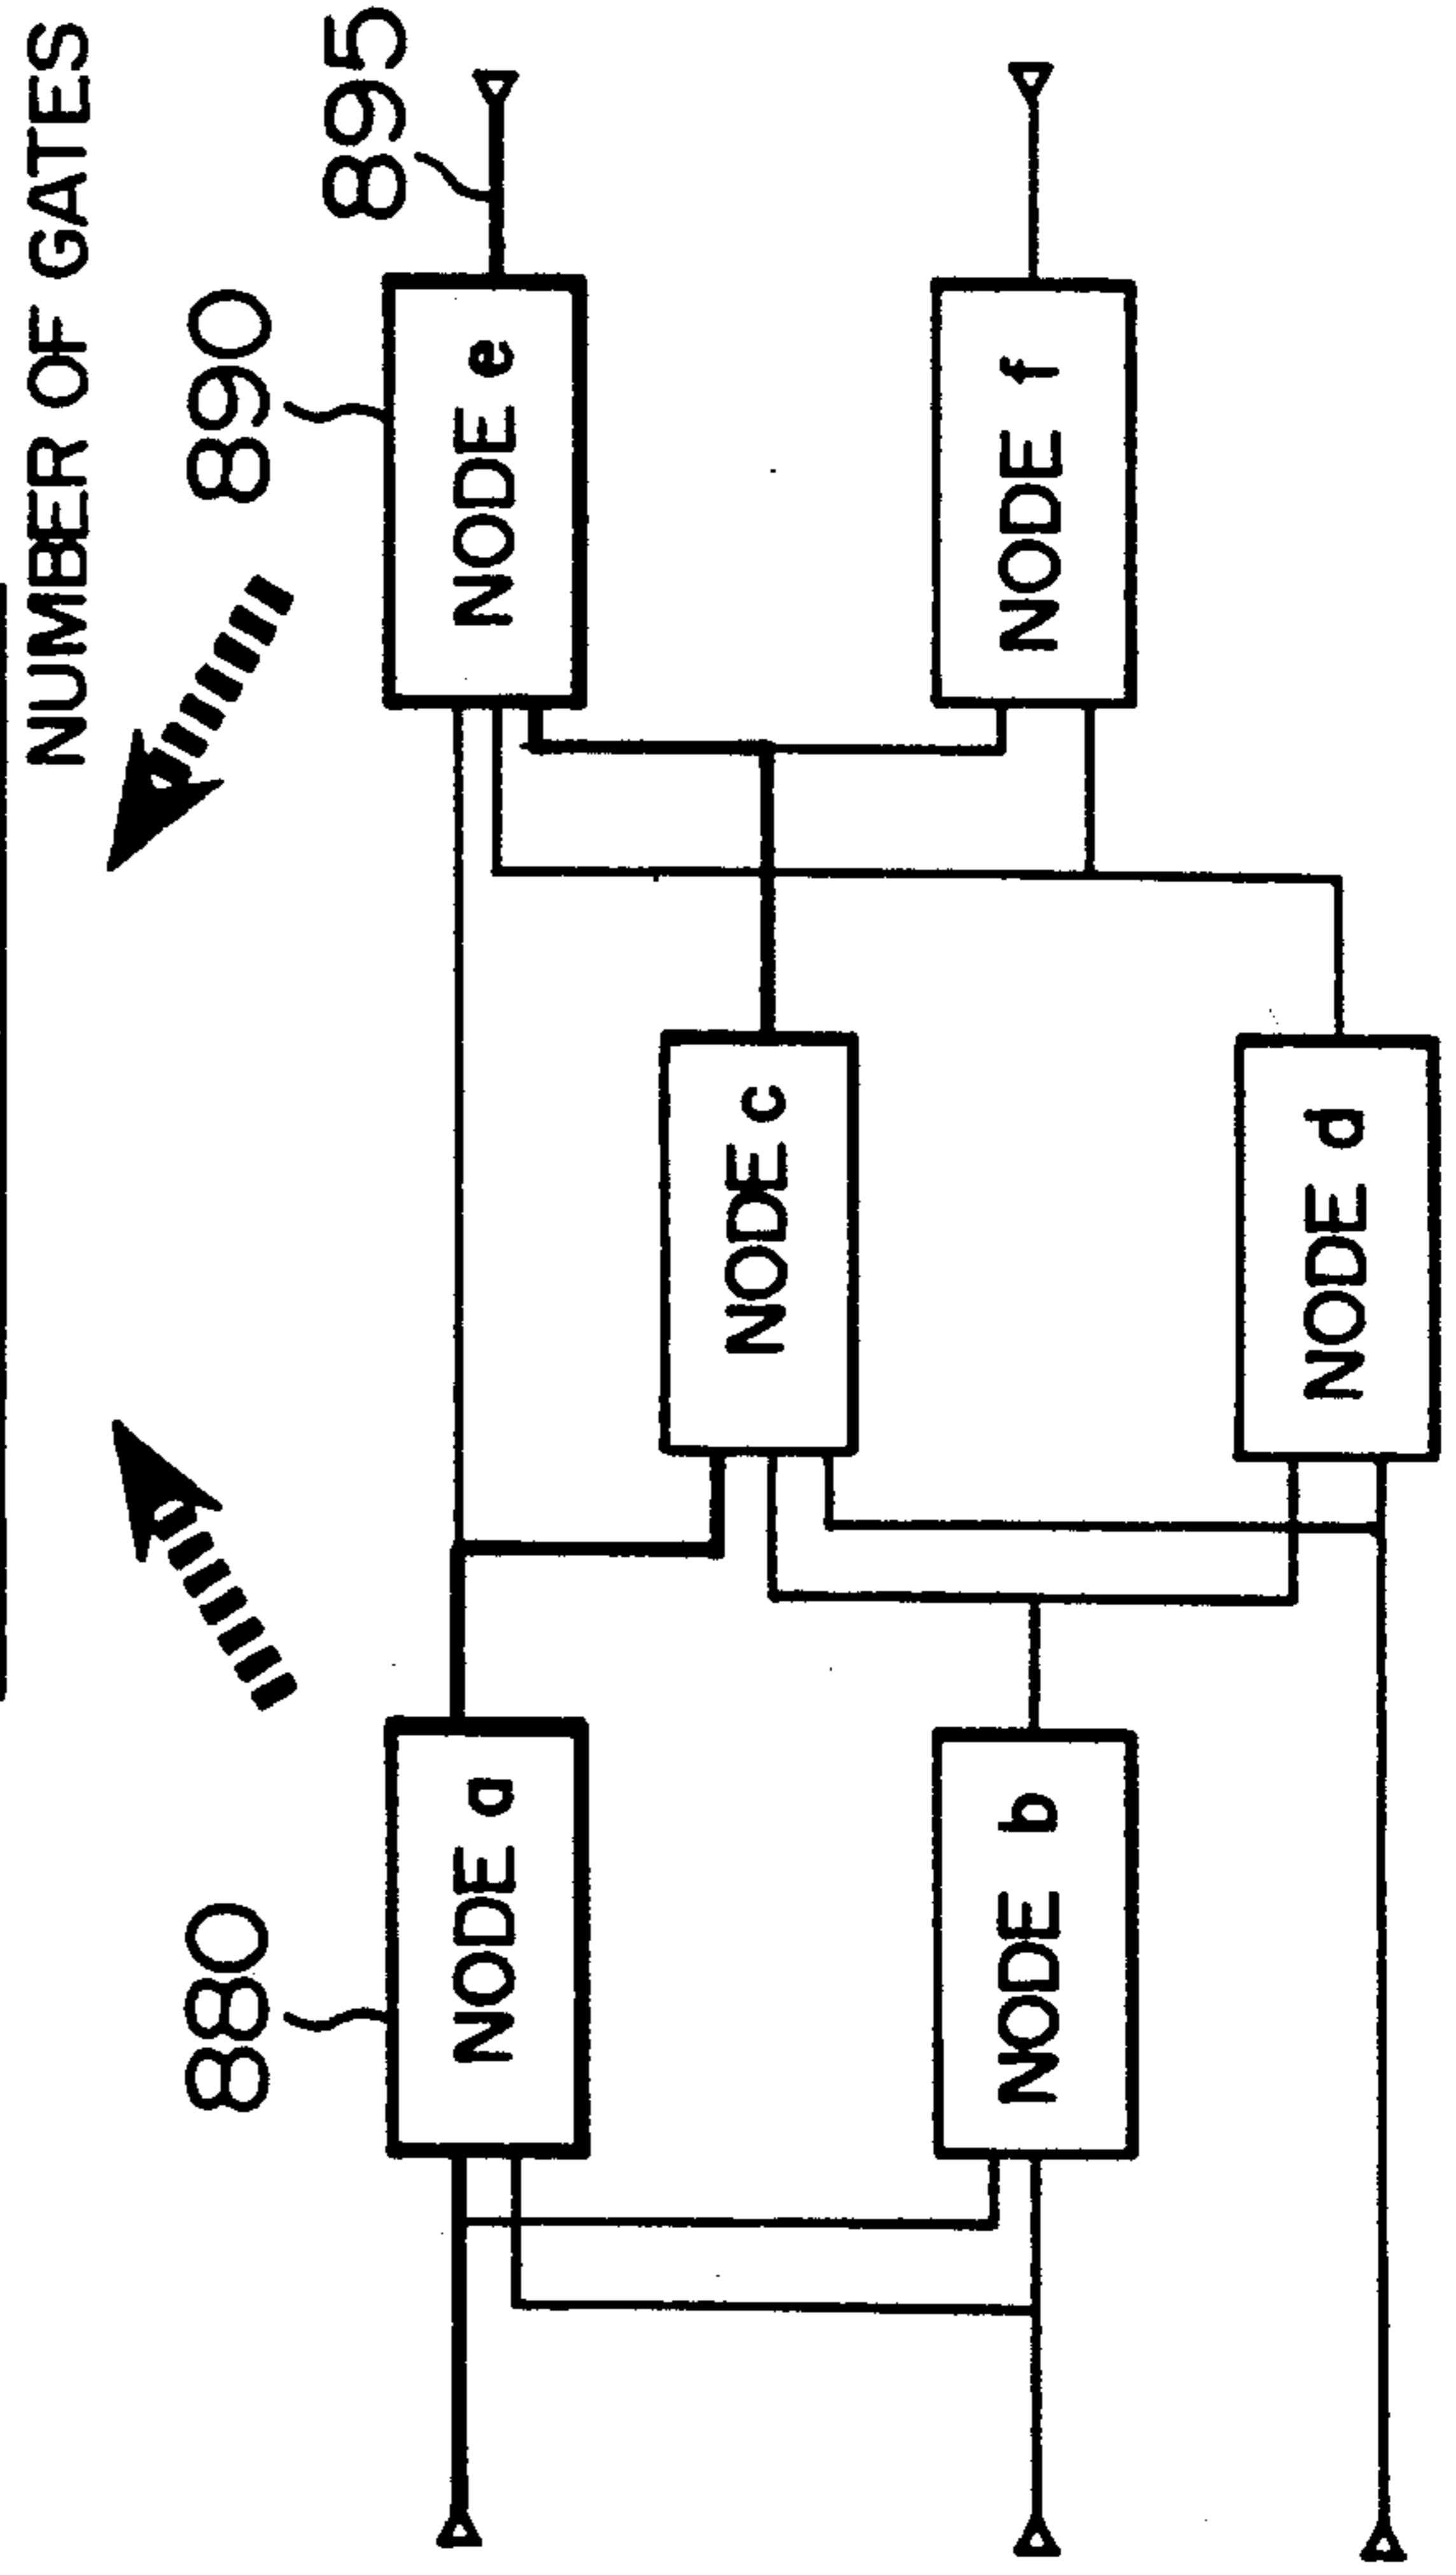 NUMBER OF GATES
880
890
895
NODE a
NODE e
NODE c
NODE b
NODE f
NODE d